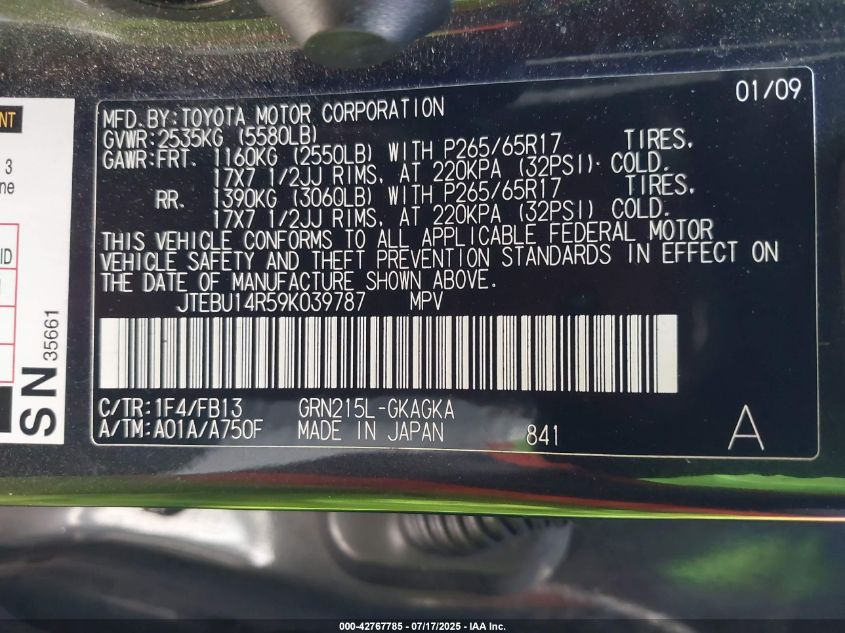 01/09
MFD.BY:TOYOTA MOTOR CORPORATION
GVWR:2535KG (5580LB)
GAWR:FRT. 1160KG (2550LB) WITH P265/65R17 TIRES,
17X7 1/2JJ RIMS, AT 220KPA (32PSI) COLD.
RR. 1390KG (3060LB) WITH P265/65R17 TIRES,
17X7 1/2JJ RIMS, AT 220KPA (32PSI) COLD.
THIS VEHICLE CONFORMS TO ALL APPLICABLE FEDERAL MOTOR
VEHICLE SAFETY AND THEFT PREVENTION STANDARDS IN EFFECT ON
THE DATE OF MANUFACTURE SHOWN ABOVE.
JTEBU14R59K039787 MPV
C/TR:1F4/FB13 GRN215L-GKAGKA
A/TM:A01A/A750F MADE IN JAPAN 841 A
NT
3
ne
ID
SN 35661
000-42767785 - 07/17/2025 - IAA Inc.